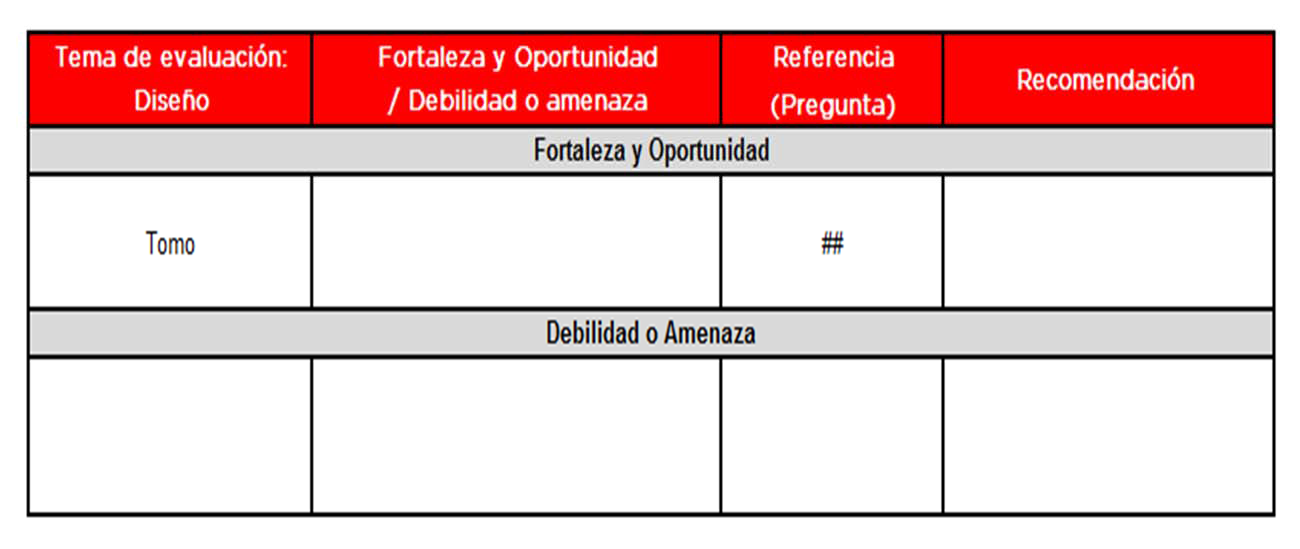 Tema de evaluación:
Diseño
Fortaleza y Oportunidad
/ Debilidad o amenaza
Referencia
(Pregunta)
Recomendación
Fortaleza y Oportunidad
Tomo
##
Debilidad o Amenaza